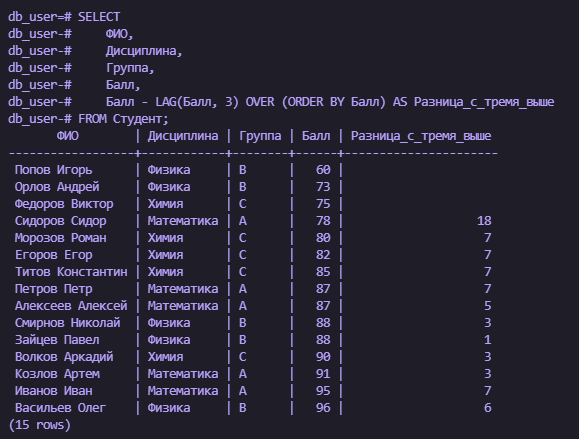 db_user=# SELECT
db_user-#     ФИО,
db_user-#     Дисциплина,
db_user-#     Группа,
db_user-#     Балл,
db_user-#     Балл - LAG(Балл, 3) OVER (ORDER BY Балл) AS Разница_с_тремя_выше
db_user-# FROM Студент;
       ФИО        | Дисциплина | Группа | Балл | Разница_с_тремя_выше
------------------+------------+--------+------+----------------------
 Попов Игорь      | Физика     | B      |   60 |
 Орлов Андрей     | Физика     | B      |   73 |
 Федоров Виктор   | Химия      | C      |   75 |
 Сидоров Сидор    | Математика | A      |   78 |                   18
 Морозов Роман    | Химия      | C      |   80 |                    7
 Егоров Егор      | Химия      | C      |   82 |                    7
 Титов Константин | Химия      | C      |   85 |                    7
 Петров Петр      | Математика | A      |   87 |                    7
 Алексеев Алексей | Математика | A      |   87 |                    5
 Смирнов Николай  | Физика     | B      |   88 |                    3
 Зайцев Павел     | Физика     | B      |   88 |                    1
 Волков Аркадий   | Химия      | C      |   90 |                    3
 Козлов Артем     | Математика | A      |   91 |                    3
 Иванов Иван      | Математика | A      |   95 |                    7
 Васильев Олег    | Физика     | B      |   96 |                    6
(15 rows)